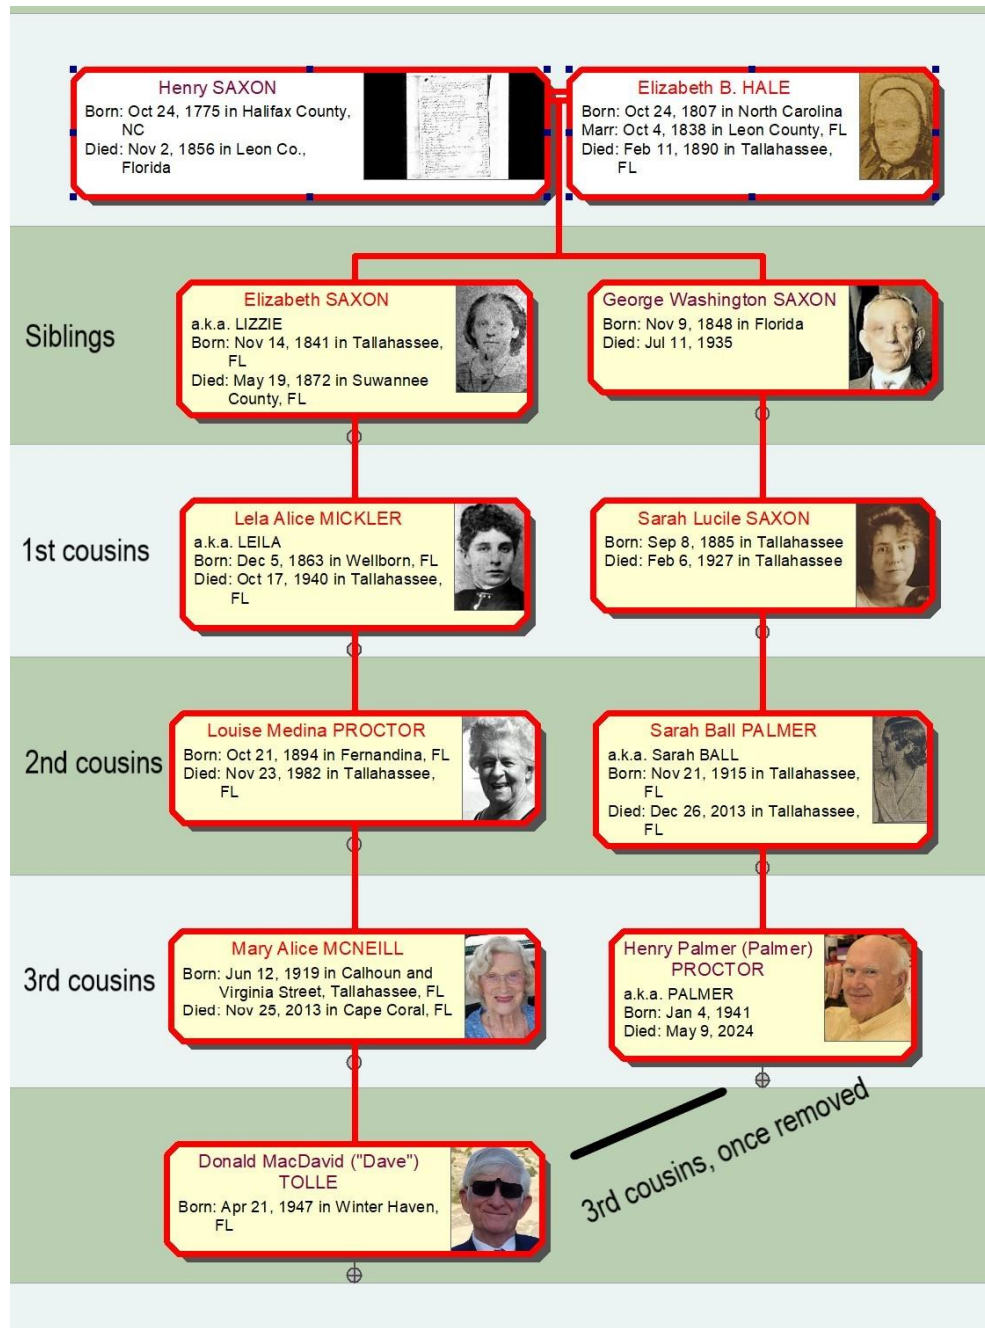 Henry SAXON
Born: Oct 24, 1775 in Halifax County,
NC
Died: Nov 2, 1856 in Leon Co.,
Florida
Elizabeth B. HALE
Born: Oct 24, 1807 in North Carolina
Marr: Oct 4, 1838 in Leon County, FL
Died: Feb 11, 1890 in Tallahassee,
FL
Siblings
Elizabeth SAXON
a.k.a. LIZZIE
Born: Nov 14, 1841 in Tallahassee,
FL
Died: May 19, 1872 in Suwannee
County, FL
George Washington SAXON
Born: Nov 9, 1848 in Florida
Died: Jul 11, 1935
1st cousins
Lela Alice MICKLER
a.k.a. LEILA
Born: Dec 5, 1863 in Wellborn, FL
Died: Oct 17, 1940 in Tallahassee,
FL
Sarah Lucile SAXON
Born: Sep 8, 1885 in Tallahassee
Died: Feb 6, 1927 in Tallahassee
2nd cousins
Louise Medina PROCTOR
Born: Oct 21, 1894 in Fernandina, FL
Died: Nov 23, 1982 in Tallahassee,
FL
Sarah Ball PALMER
a.k.a. Sarah BALL
Born: Nov 21, 1915 in Tallahassee,
FL
Died: Dec 26, 2013 in Tallahassee,
FL
3rd cousins
Mary Alice MCNEILL
Born: Jun 12, 1919 in Calhoun and
Virginia Street, Tallahassee, FL
Died: Nov 25, 2013 in Cape Coral, FL
Henry Palmer (Palmer)
PROCTOR
a.k.a. PALMER
Born: Jan 4, 1941
Died: May 9, 2024
Donald MacDavid ("Dave")
TOLLE
Born: Apr 21, 1947 in Winter Haven,
FL
3rd cousins, once removed